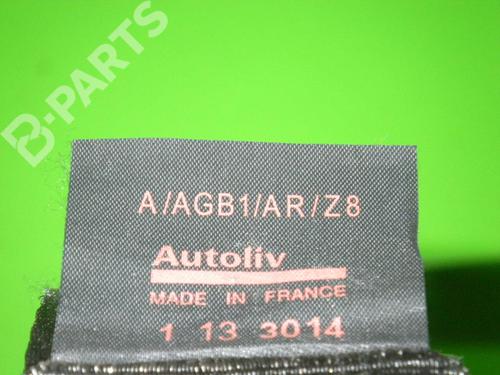 B-PARTS
A/AGB1/AR/Z8
Autoliv
MADE IN FRANCE
1 13 3014